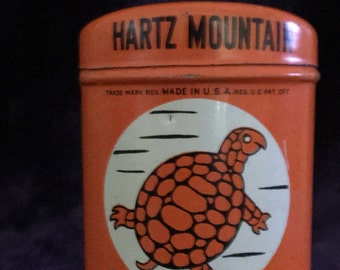 HARTZ MOUNTAIN
TRADE MARK REG. MADE IN U.S.A. REG. U.S. PAT. OFF.